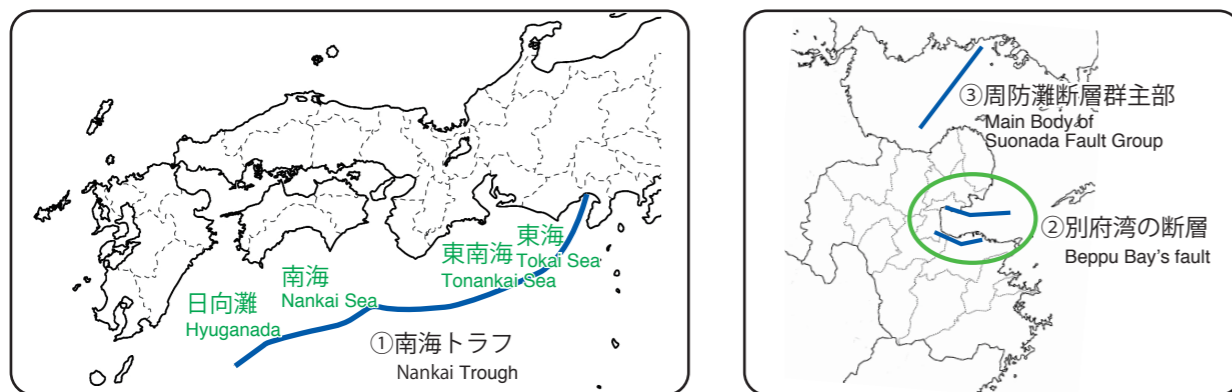 東海
Tokai Sea
東南海
Tonankai Sea
南海
Nankai Sea
日向灘
Hyuganada
①南海トラフ
Nankai Trough
③周防灘断層群主部
Main Body of
Suonada Fault Group
②別府湾の断層
Beppu Bay's fault